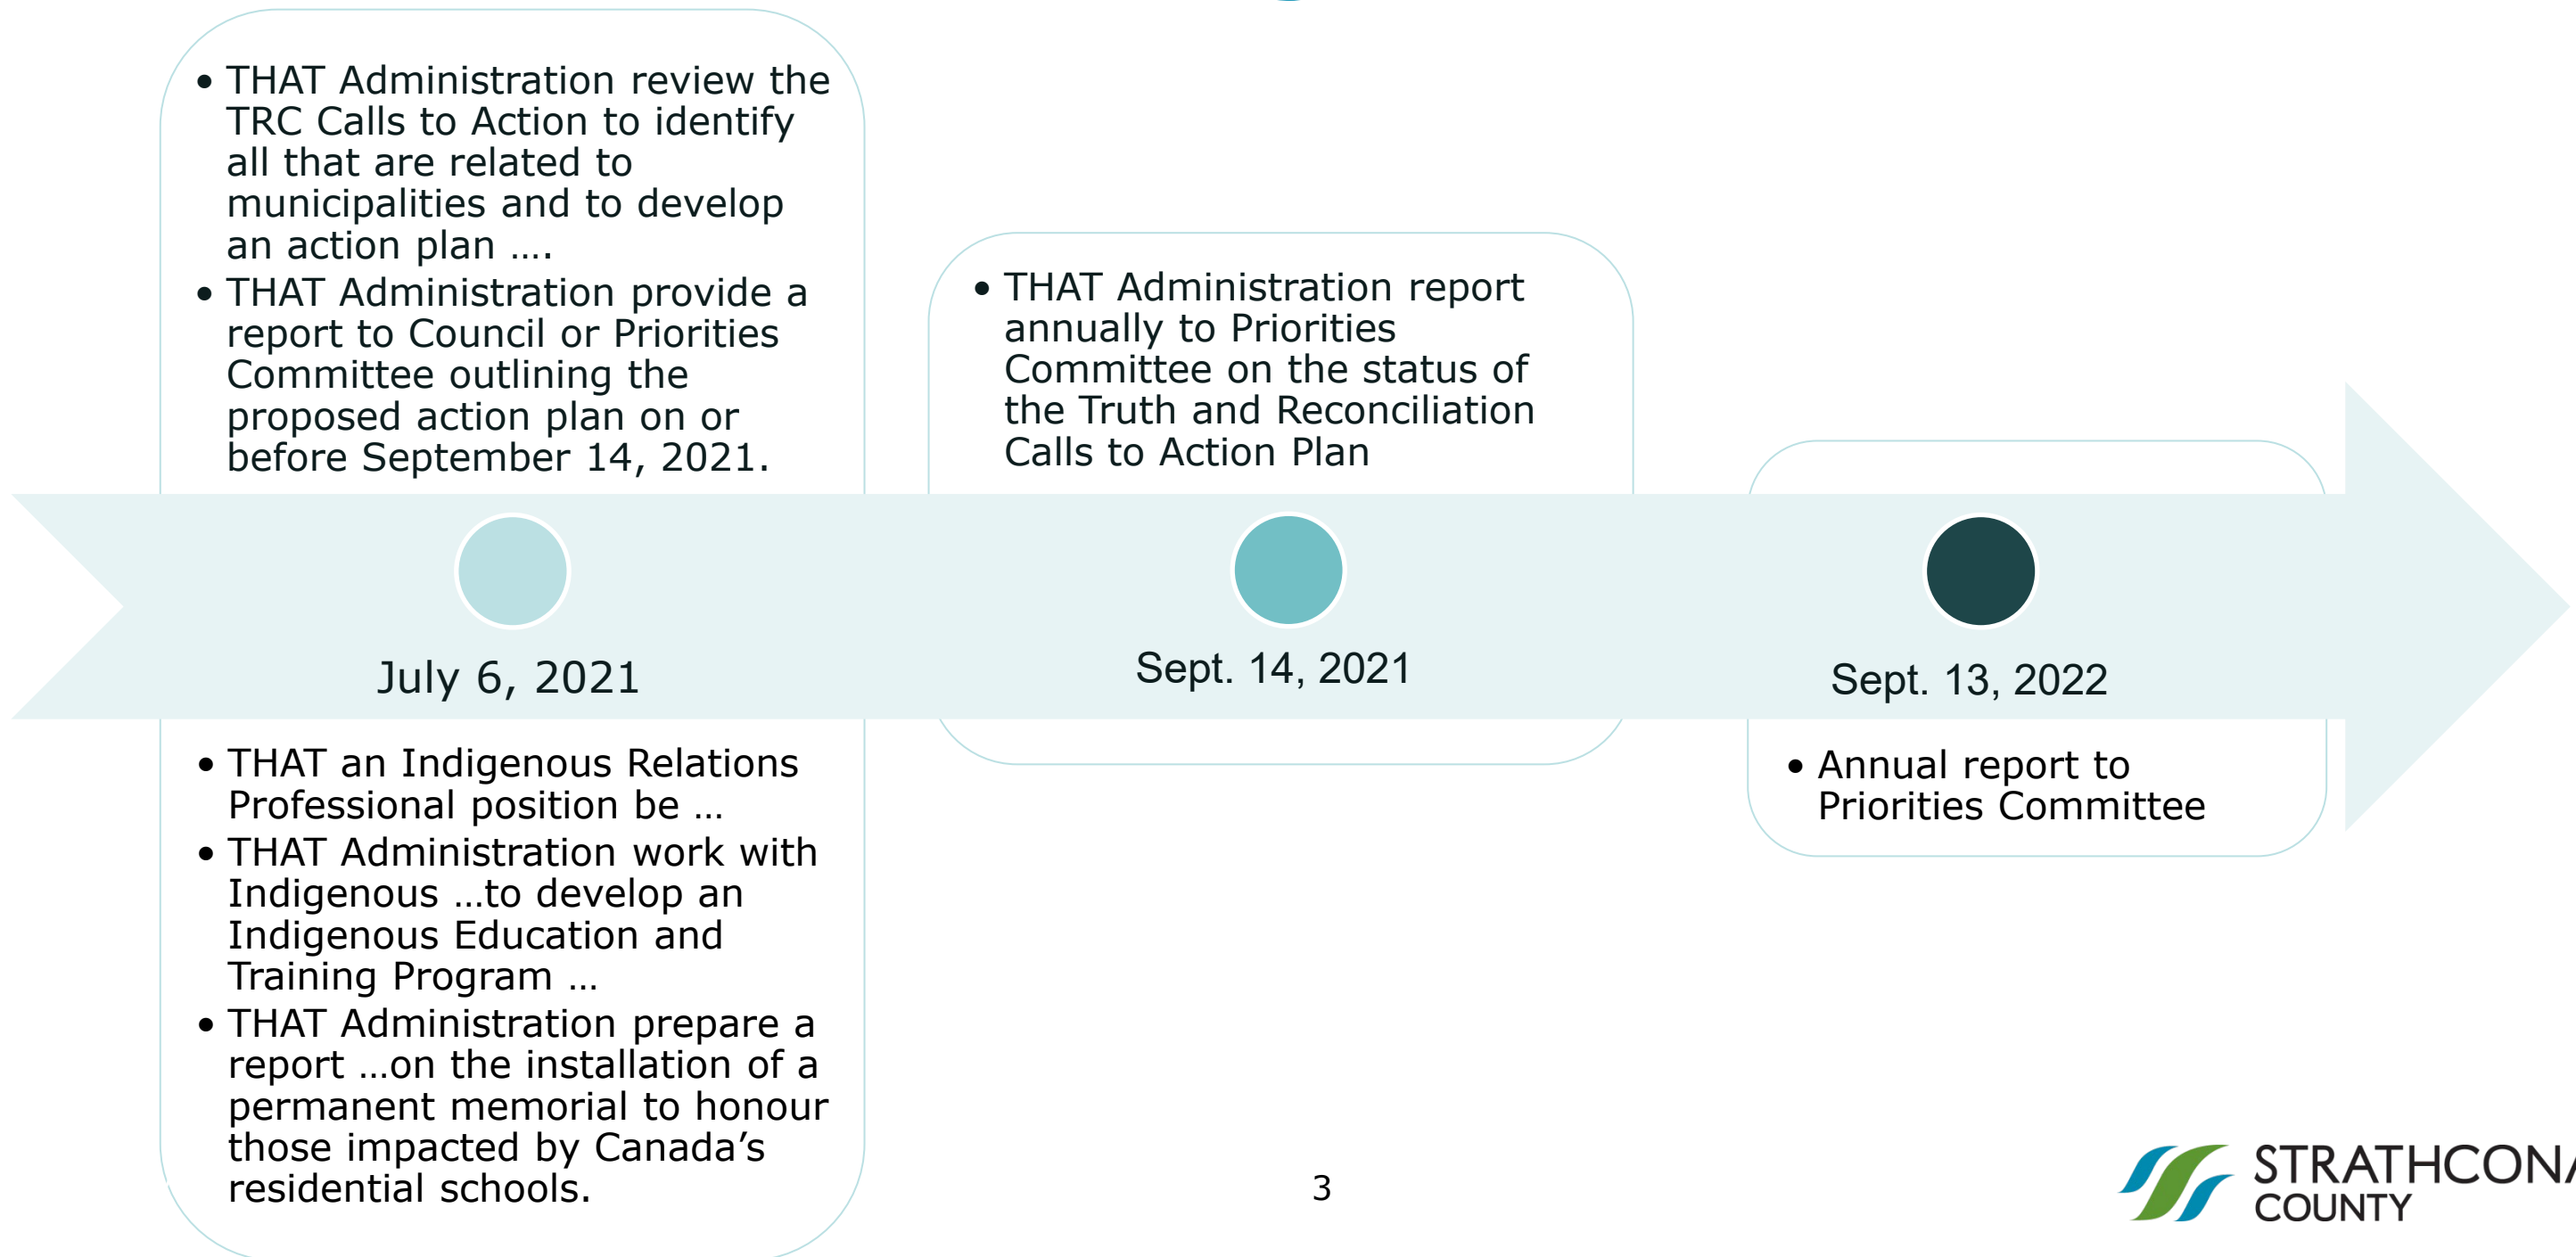 • THAT Administration review the
TRC Calls to Action to identify
all that are related to
municipalities and to develop
an action plan ….
• THAT Administration provide a
report to Council or Priorities
Committee outlining the
proposed action plan on or
before September 14, 2021.
July 6, 2021
• THAT an Indigenous Relations
Professional position be …
• THAT Administration work with
Indigenous …to develop an
Indigenous Education and
Training Program …
• THAT Administration prepare a
report …on the installation of a
permanent memorial to honour
those impacted by Canada’s
residential schools.
• THAT Administration report
annually to Priorities
Committee on the status of
the Truth and Reconciliation
Calls to Action Plan
Sept. 14, 2021
Sept. 13, 2022
• Annual report to
Priorities Committee
3
STRATHCONA
COUNTY